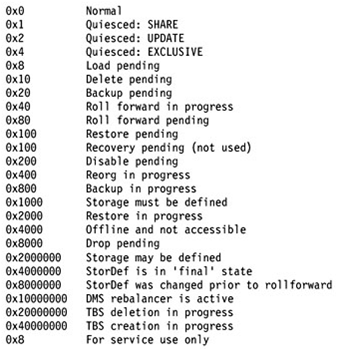 0x0 Normal
0x1 Quiesced: SHARE
0x2 Quiesced: UPDATE
0x4 Quiesced: EXCLUSIVE
0x8 Load pending
0x10 Delete pending
0x20 Backup pending
0x40 Roll forward in progress
0x80 Roll forward pending
0x100 Restore pending
0x100 Recovery pending (not used)
0x200 Disable pending
0x400 Reorg in progress
0x800 Backup in progress
0x1000 Storage must be defined
0x2000 Restore in progress
0x4000 Offline and not accessible
0x8000 Drop pending
0x2000000 Storage may be defined
0x4000000 StorDef is in 'final' state
0x8000000 StorDef was changed prior to rollforward
0x10000000 DMS rebalancer is active
0x20000000 TBS deletion in progress
0x40000000 TBS creation in progress
0x8 For service use only